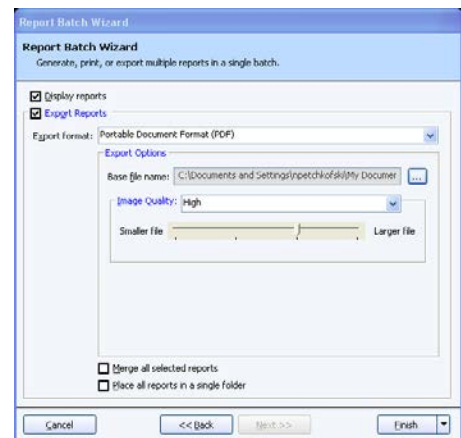 Report Batch Wizard
Report Batch Wizard
Generate, print, or export multiple reports in a single batch.
Display reports
Export Reports
Export format: Portable Document Format (PDF)
Export Options
Base file name: C:\Documents and Settings\npetchkofski\My Documer ...
Image Quality: High
Smaller file Larger file
Merge all selected reports
Place all reports in a single folder
Cancel << Back Next >> Finish